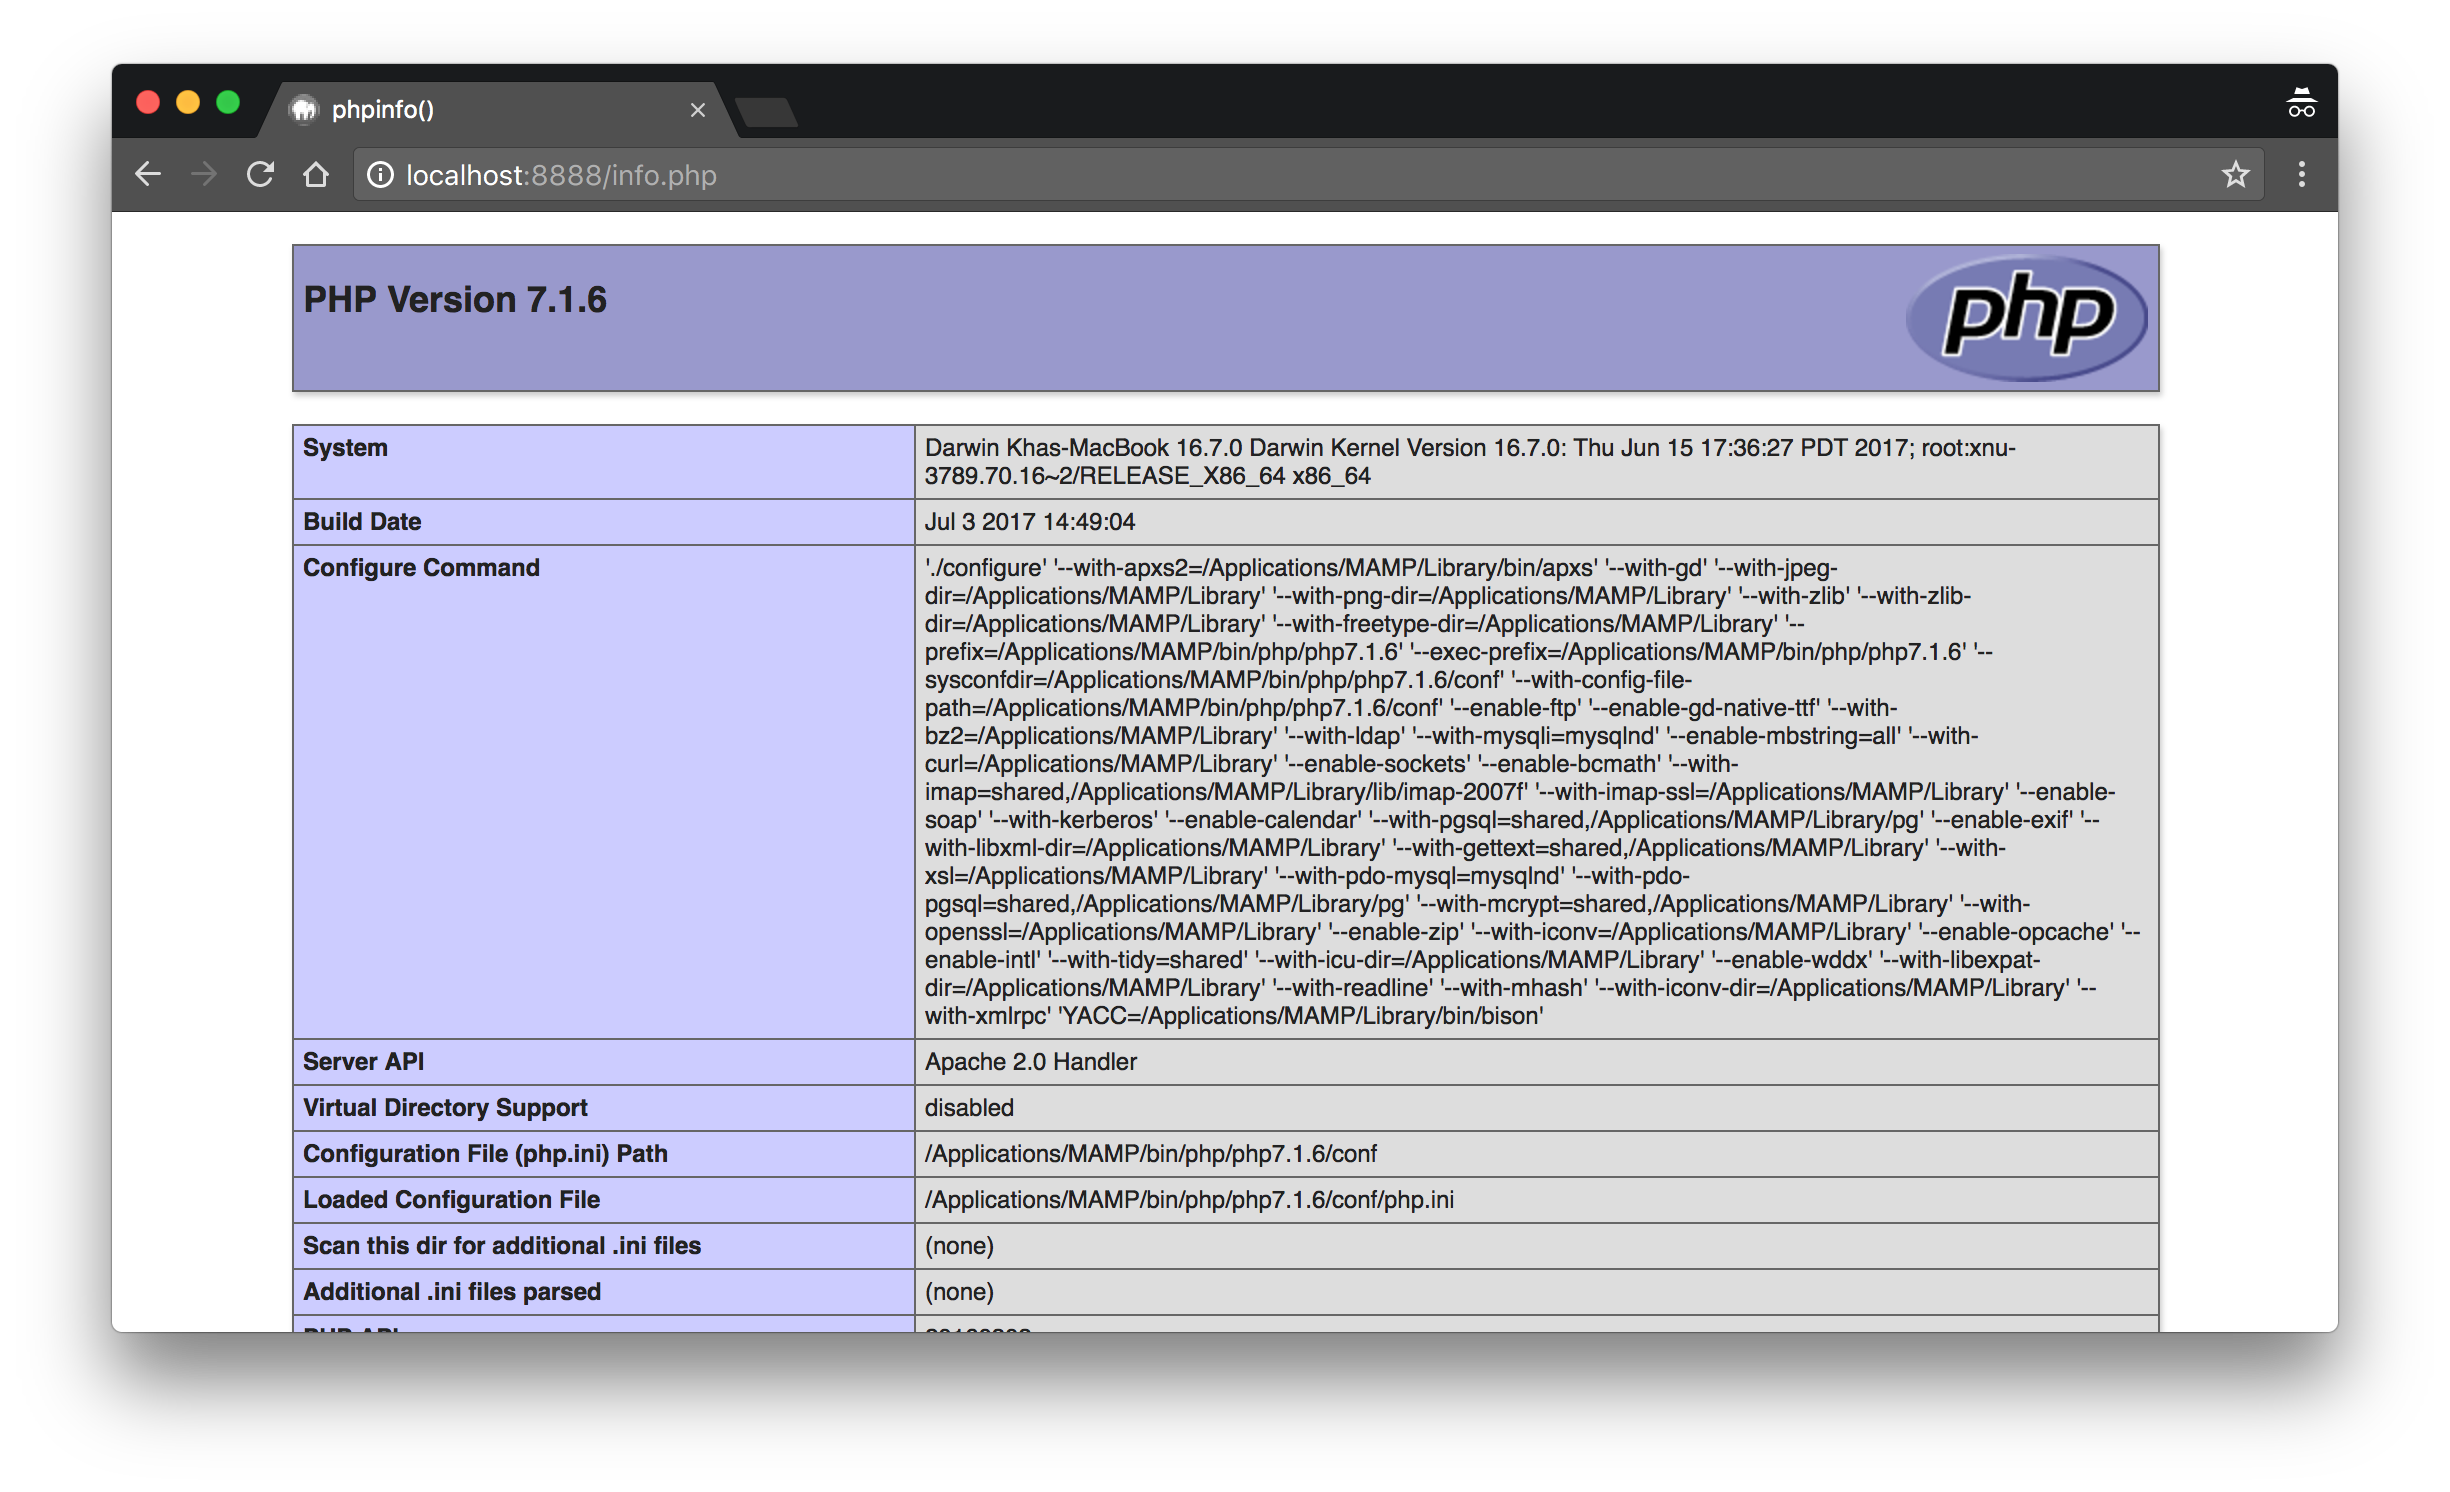 phpinfo()
localhost:8888/info.php
PHP Version 7.1.6
php
System
Darwin Khas-MacBook 16.7.0 Darwin Kernel Version 16.7.0: Thu Jun 15 17:36:27 PDT 2017; root:xnu-
3789.70.16~2/RELEASE_X86_64 x86_64
Build Date
Jul 3 2017 14:49:04
Configure Command
'./configure' '--with-apxs2=/Applications/MAMP/Library/bin/apxs' '--with-gd' '--with-jpeg-
dir=/Applications/MAMP/Library' '--with-png-dir=/Applications/MAMP/Library' '--with-zlib' '--with-zlib-
dir=/Applications/MAMP/Library' '--with-freetype-dir=/Applications/MAMP/Library' '--
prefix=/Applications/MAMP/bin/php/php7.1.6' '--exec-prefix=/Applications/MAMP/bin/php/php7.1.6' '--
sysconfdir=/Applications/MAMP/bin/php/php7.1.6/conf' '--with-config-file-
path=/Applications/MAMP/bin/php/php7.1.6/conf' '--enable-ftp' '--enable-gd-native-ttf' '--with-
bz2=/Applications/MAMP/Library' '--with-ldap' '--with-mysqli=mysqlnd' '--enable-mbstring=all' '--with-
curl=/Applications/MAMP/Library' '--enable-sockets' '--enable-bcmath' '--with-
imap=shared,/Applications/MAMP/Library/lib/imap-2007f' '--with-imap-ssl=/Applications/MAMP/Library' '--enable-
soap' '--with-kerberos' '--enable-calendar' '--with-pgsql=shared,/Applications/MAMP/Library/pg' '--enable-exif' '--
with-libxml-dir=/Applications/MAMP/Library' '--with-gettext=shared,/Applications/MAMP/Library' '--with-
xsl=/Applications/MAMP/Library' '--with-pdo-mysql=mysqlnd' '--with-pdo-
pgsql=shared,/Applications/MAMP/Library/pg' '--with-mcrypt=shared,/Applications/MAMP/Library' '--with-
openssl=/Applications/MAMP/Library' '--enable-zip' '--with-iconv=/Applications/MAMP/Library' '--enable-opcache' '--
enable-intl' '--with-tidy=shared' '--with-icu-dir=/Applications/MAMP/Library' '--enable-wddx' '--with-libexpat-
dir=/Applications/MAMP/Library' '--with-readline' '--with-mhash' '--with-iconv-dir=/Applications/MAMP/Library' '--
with-xmlrpc' 'YACC=/Applications/MAMP/Library/bin/bison'
Server API
Apache 2.0 Handler
Virtual Directory Support
disabled
Configuration File (php.ini) Path
/Applications/MAMP/bin/php/php7.1.6/conf
Loaded Configuration File
/Applications/MAMP/bin/php/php7.1.6/conf/php.ini
Scan this dir for additional .ini files
(none)
Additional .ini files parsed
(none)
PHP API